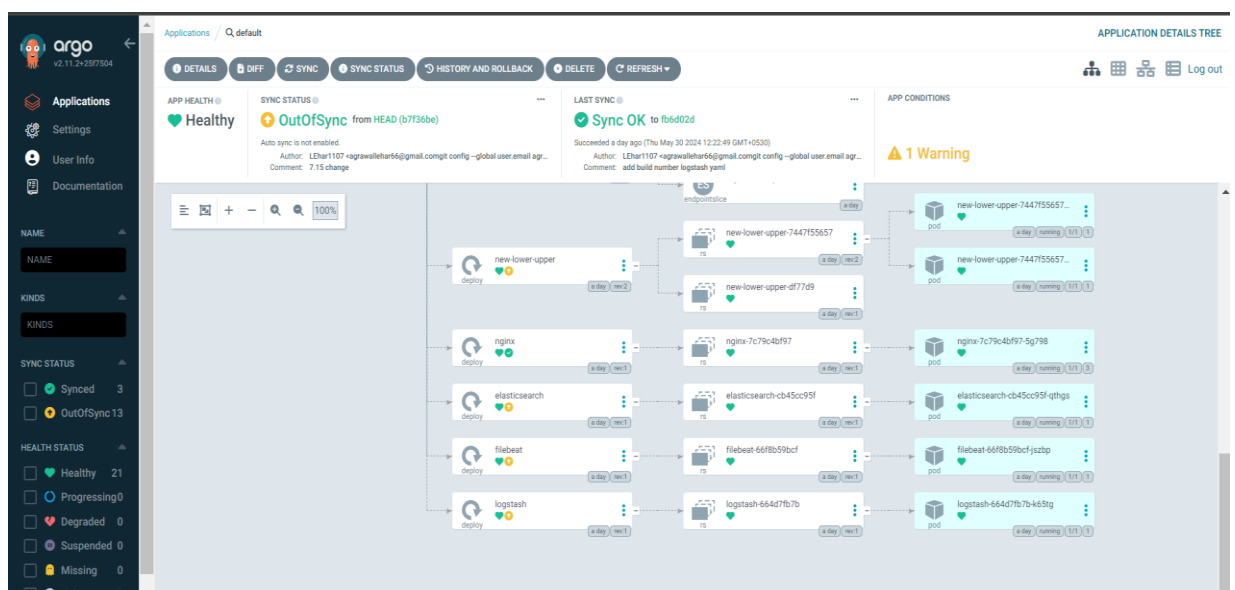 argo
v2.11.2+25f7504
Applications
Settings
User Info
Documentation
NAME
NAME
KINDS
KINDS
SYNC STATUS
Synced 3
OutOfSync 13
HEALTH STATUS
Healthy 21
Progressing 0
Degraded 0
Suspended 0
Missing 0
Applications / default
APPLICATION DETAILS TREE
DETAILS DIFF SYNC SYNC STATUS HISTORY AND ROLLBACK DELETE REFRESH
Log out
APP HEALTH
Healthy
SYNC STATUS
OutOfSync from HEAD (b7f36be)
Auto sync is not enabled.
Author: LEhar1107 <agrawallehar66@gmail.comgit config --global user.email agr...
Comment: 7.15 change
LAST SYNC
Sync OK to fb6d02d
Succeeded a day ago (Thu May 30 2024 12:22:49 GMT+0530)
Author: LEhar1107 <agrawallehar66@gmail.comgit config --global user.email agr...
Comment: add build number logstash yaml
APP CONDITIONS
1 Warning
100%
ES
endpointslice
a day
new-lower-upper
deploy
a day rev:2
new-lower-upper-7447f55657
rs
a day rev:2
new-lower-upper-7447f55657...
pod
a day running 1/1 1
new-lower-upper-7447f55657...
pod
a day running 1/1 1
new-lower-upper-df77d9
rs
a day rev:1
nginx
deploy
a day rev:1
nginx-7c79c4bf97
rs
a day rev:1
nginx-7c79c4bf97-5g798
pod
a day running 1/1 3
elasticsearch
deploy
a day rev:1
elasticsearch-cb45cc95f
rs
a day rev:1
elasticsearch-cb45cc95f-qthgs
pod
a day running 1/1 1
filebeat
deploy
a day rev:1
filebeat-66f8b59bcf
rs
a day rev:1
filebeat-66f8b59bcf-jszbp
pod
a day running 1/1 1
logstash
deploy
a day rev:1
logstash-664d7fb7b
rs
a day rev:1
logstash-664d7fb7b-k65tg
pod
a day running 1/1 1